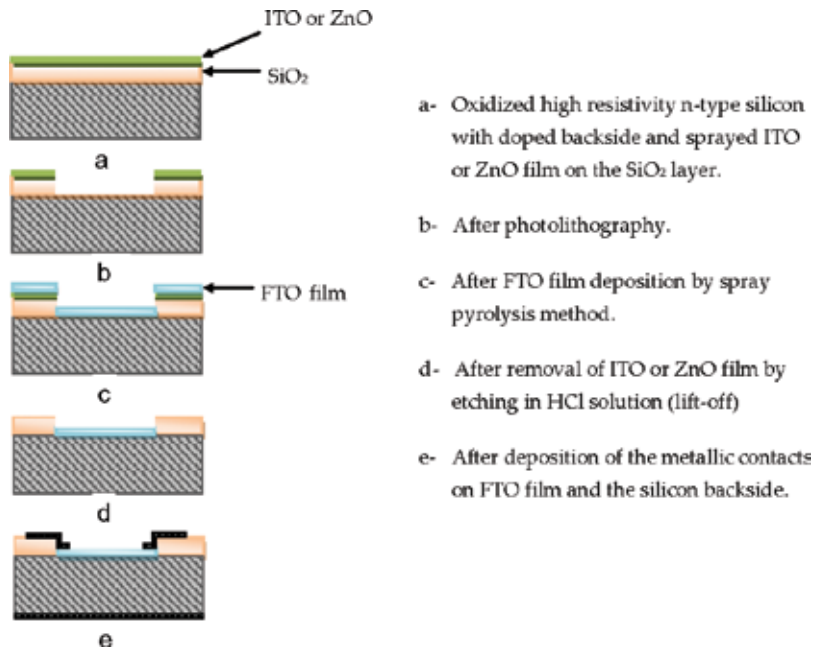 ITO or ZnO
SiO₂
a
b
FTO film
c
d
e
a- Oxidized high resistivity n-type silicon
with doped backside and sprayed ITO
or ZnO film on the SiO₂ layer.
b- After photolithography.
c- After FTO film deposition by spray
pyrolysis method.
d- After removal of ITO or ZnO film by
etching in HCl solution (lift-off)
e- After deposition of the metallic contacts
on FTO film and the silicon backside.